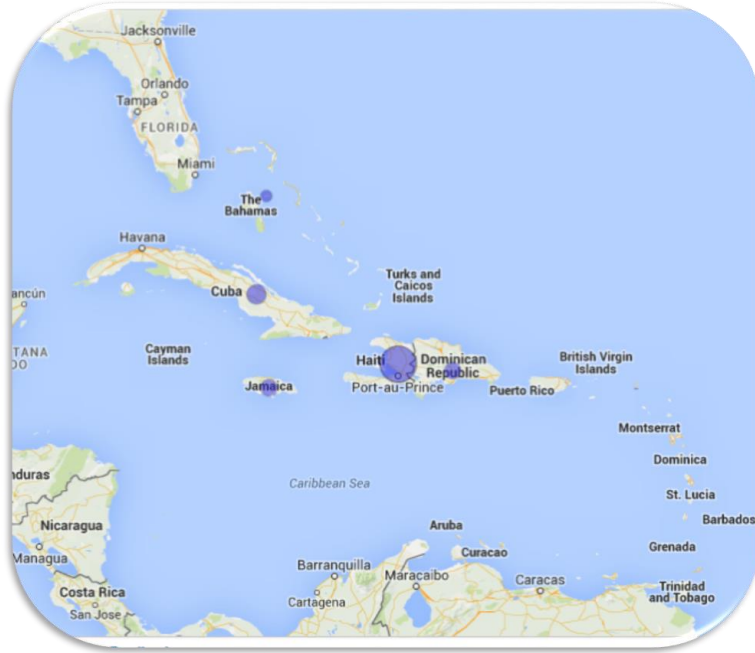 Jacksonville
Orlando
Tampa
FLORIDA
Miami
The
Bahamas
Havana
Turks and
Caicos
Islands
Cuba
ancún
TANA
OO
Cayman
Islands
Haiti
Dominican
Republic
British Virgin
Islands
Jamaica
Port-au-Prince
Puerto Rico
Montserrat
Dominica
nduras
Caribbean Sea
St. Lucia
Barbados
Nicaragua
Aruba
Curacao
Grenada
Managua
Barranquilla
Maracaibo
Caracas
Costa Rica
Cartagena
Trinidad
and Tobago
San Jose